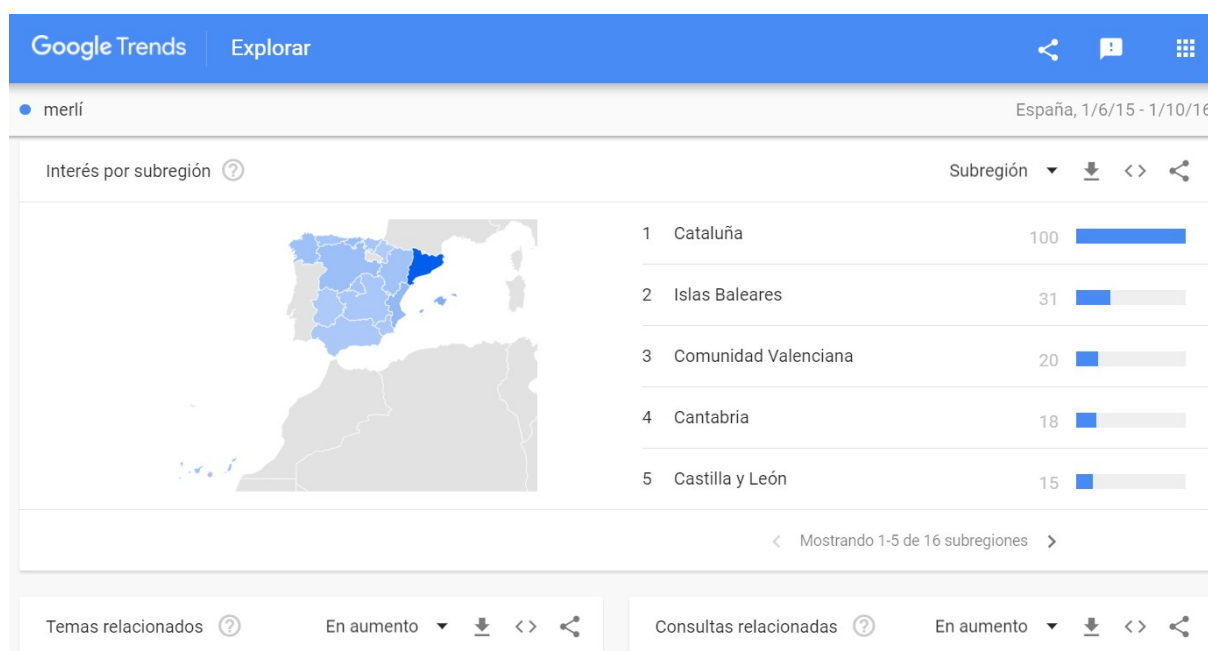 Google Trends Explorar
merlí España, 1/6/15 - 1/10/16
Interés por subregión Subregión
1 Cataluña 100
2 Islas Baleares 31
3 Comunidad Valenciana 20
4 Cantabria 18
5 Castilla y León 15
Mostrando 1-5 de 16 subregiones
Temas relacionados En aumento Consultas relacionadas En aumento